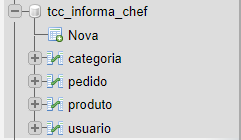 tcc_informa_chef
Nova
categoria
pedido
produto
usuario